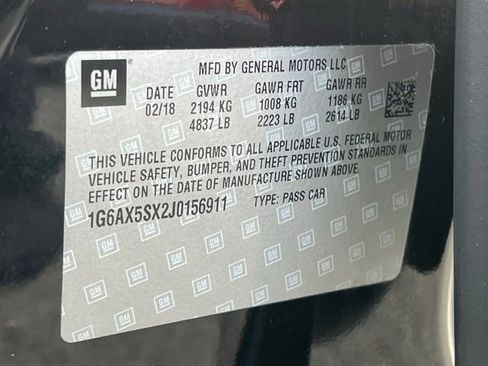 GM
MFD BY GENERAL MOTORS LLC
DATE GVWR GAWR FRT GAWR RR
02/18 2194 KG 1008 KG 1186 KG
4837 LB 2223 LB 2614 LB
THIS VEHICLE CONFORMS TO ALL APPLICABLE U.S. FEDERAL MOTOR
VEHICLE SAFETY, BUMPER, AND THEFT PREVENTION STANDARDS IN
EFFECT ON THE DATE OF MANUFACTURE SHOWN ABOVE.
1G6AX5SX2J0156911 TYPE: PASS CAR